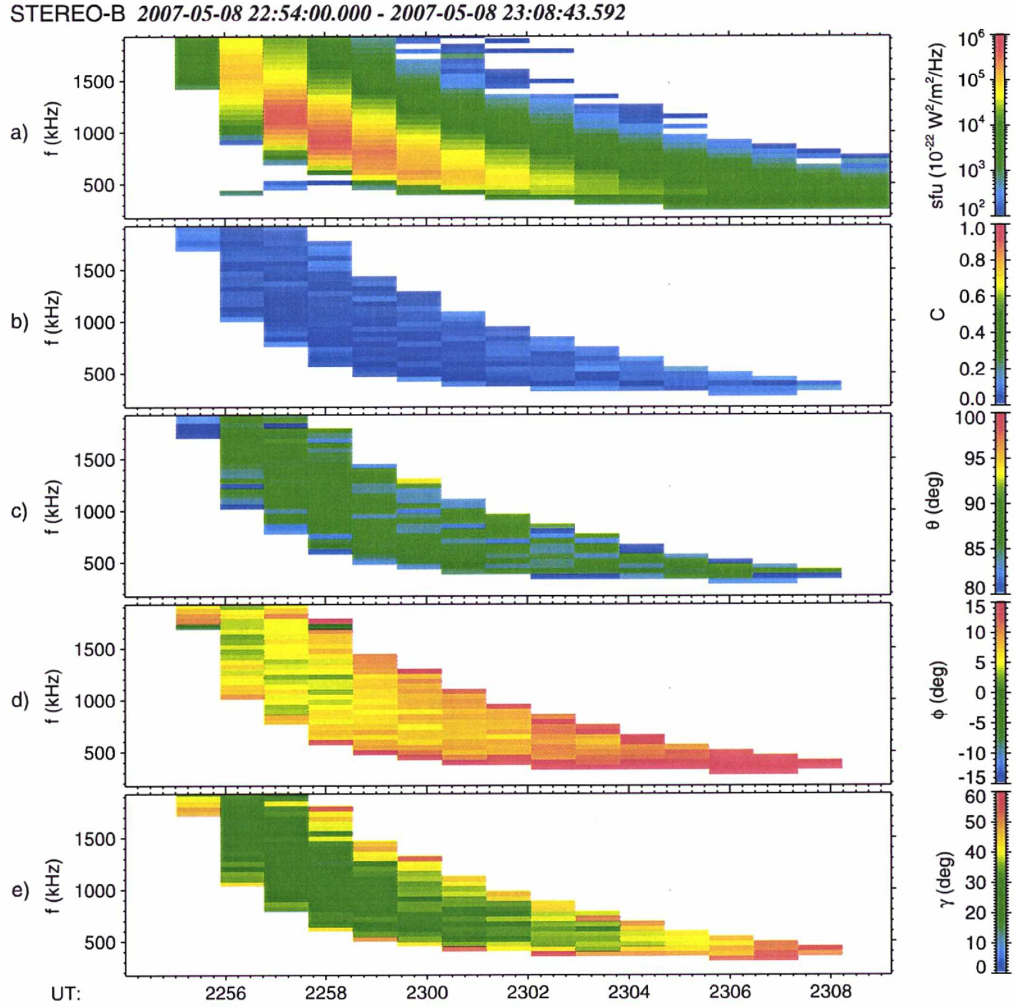 STEREO-B 2007-05-08 22:54:00.000 - 2007-05-08 23:08:43.592
a)
f (kHz)
1500
1000
500
sfu (10⁻²² W²/m²/Hz)
10⁶
10⁵
10⁴
10³
10²
b)
f (kHz)
1500
1000
500
C
1.0
0.8
0.6
0.4
0.2
0.0
c)
f (kHz)
1500
1000
500
θ (deg)
100
95
90
85
80
d)
f (kHz)
1500
1000
500
ϕ (deg)
15
10
5
0
-5
-10
-15
e)
f (kHz)
1500
1000
500
γ (deg)
60
50
40
30
20
10
0
UT: 2256 2258 2300 2302 2304 2306 2308